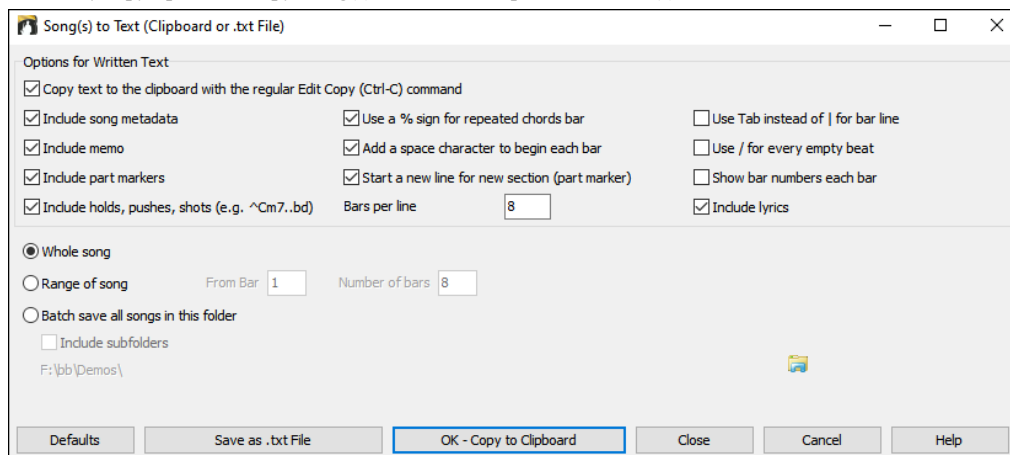 Song(s) to Text (Clipboard or .txt File)
Options for Written Text
Copy text to the clipboard with the regular Edit Copy (Ctrl-C) command
Include song metadata Use a % sign for repeated chords bar Use Tab instead of | for bar line
Include memo Add a space character to begin each bar Use / for every empty beat
Include part markers Start a new line for new section (part marker) Show bar numbers each bar
Include holds, pushes, shots (e.g. ^Cm7..bd) Bars per line 8 Include lyrics
Whole song
Range of song From Bar 1 Number of bars 8
Batch save all songs in this folder
Include subfolders
F:\bb\Demos\
Defaults Save as .txt File OK - Copy to Clipboard Close Cancel Help